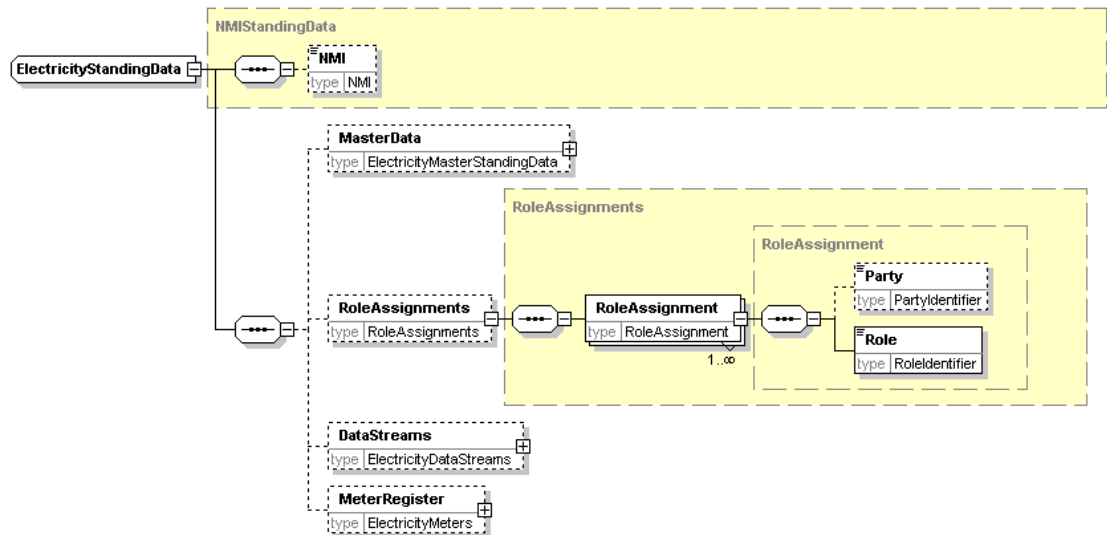 NMIStandingData
ElectricityStandingData
NMI
type NMI
MasterData
type ElectricityMasterStandingData
RoleAssignments
RoleAssignment
Party
type PartyIdentifier
RoleAssignments
type RoleAssignments
RoleAssignment
type RoleAssignment
1..∞
Role
type RoleIdentifier
DataStreams
type ElectricityDataStreams
MeterRegister
type ElectricityMeters